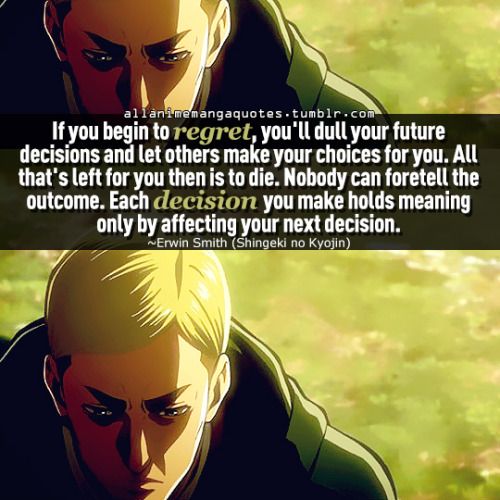 allanimemangaquotes.tumblr.com
If you begin to regret, you'll dull your future
decisions and let others make your choices for you. All
that's left for you then is to die. Nobody can foretell the
outcome. Each decision you make holds meaning
only by affecting your next decision.
~Erwin Smith (Shingeki no Kyojin)